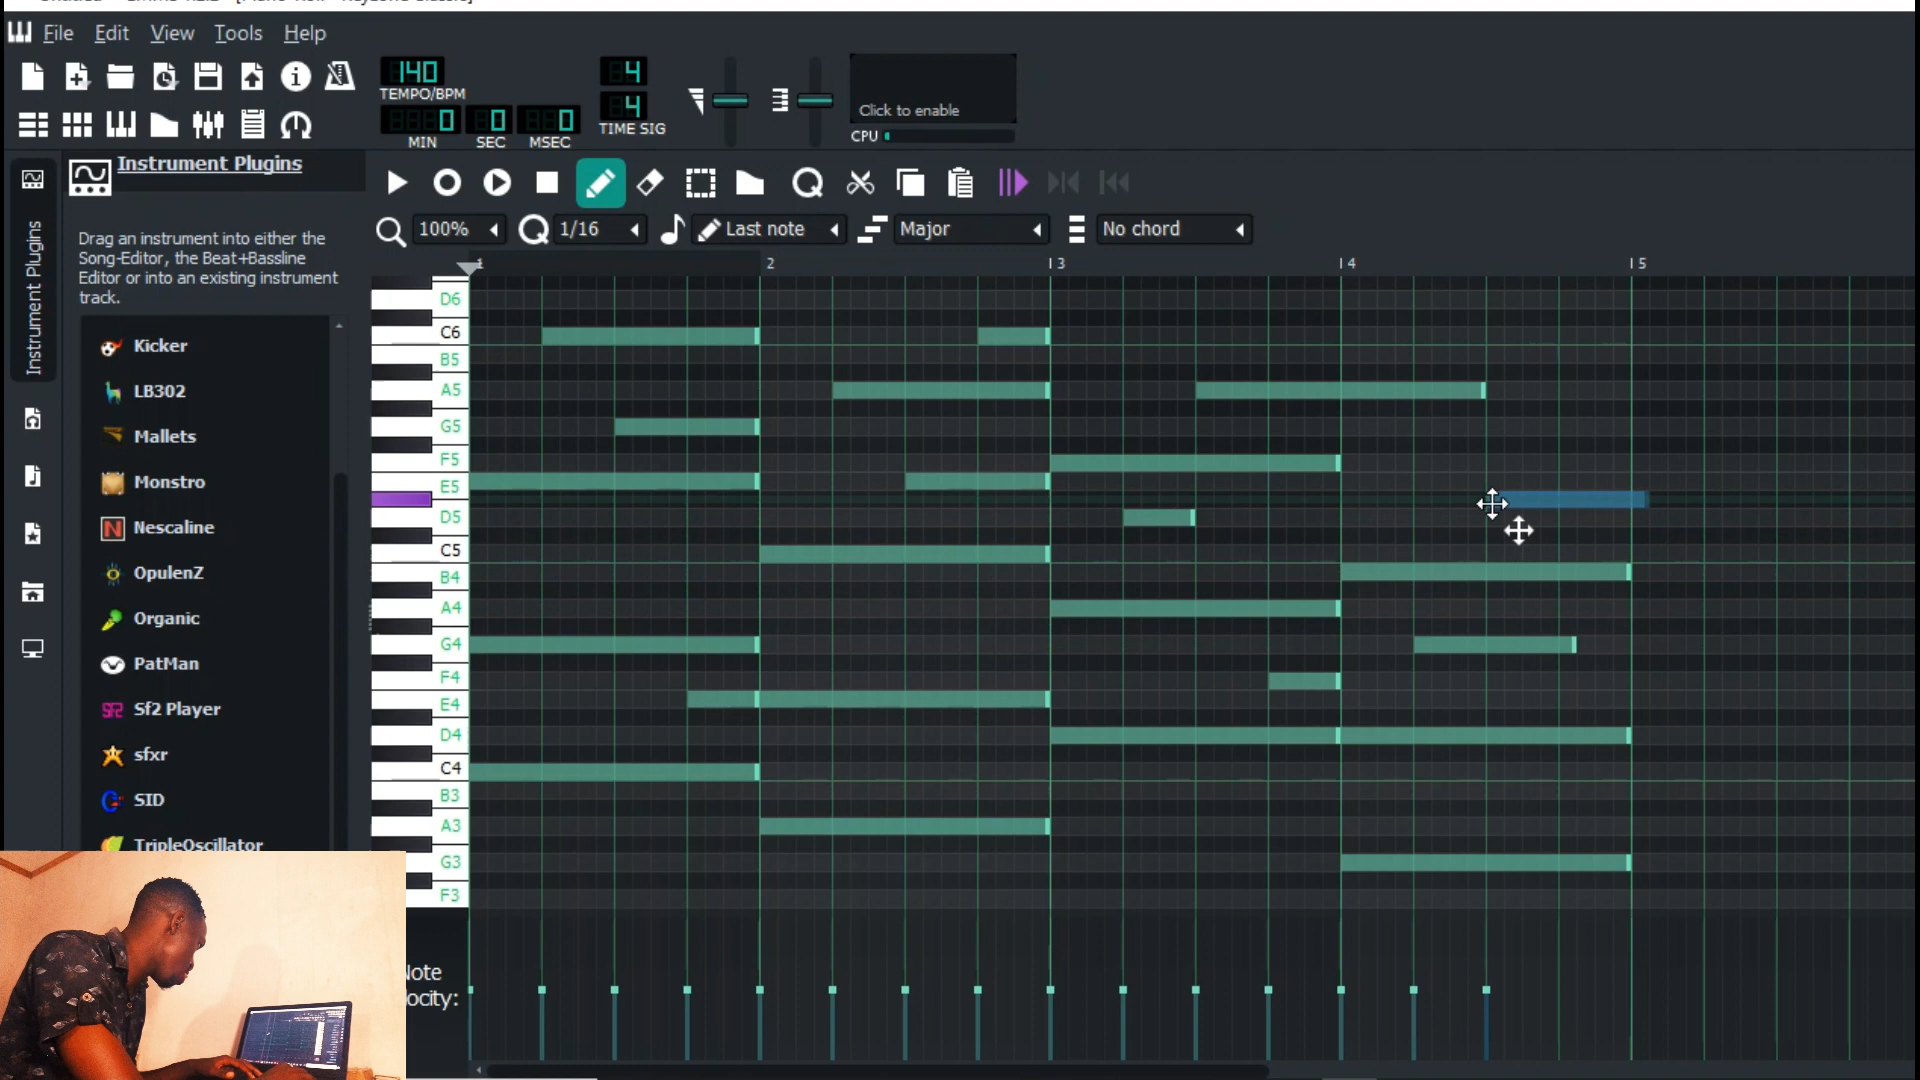 File Edit View Tools Help
140
TEMPO/BPM
0 0 0
MIN SEC MSEC
4
4
TIME SIG
Click to enable
CPU
Instrument Plugins
Instrument Plugins
Drag an instrument into either the
Song-Editor, the Beat+Bassline
Editor or into an existing instrument
track.
Kicker
LB302
Mallets
Monstro
Nescaline
OpulenZ
Organic
PatMan
Sf2 Player
sfxr
SID
TripleOscillator
100% 1/16 Last note Major No chord
1 2 3 4 5
D6
C6
B5
A5
G5
F5
E5
D5
C5
B4
A4
G4
F4
E4
D4
C4
B3
A3
G3
F3
Note
ocity: